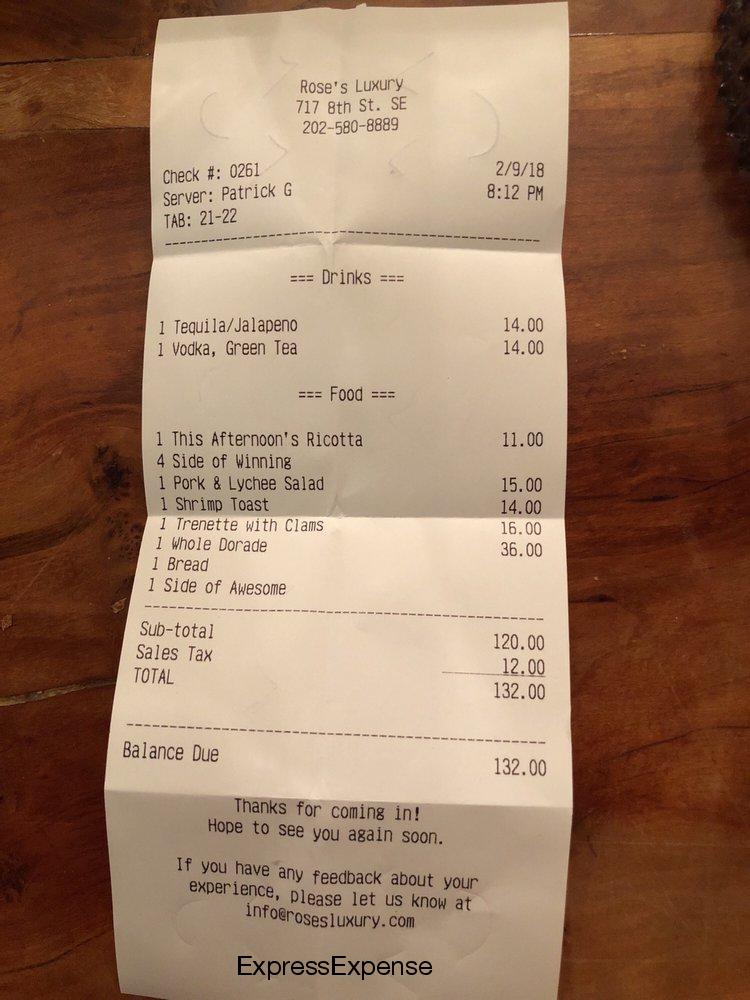 Rose's Luxury
717 8th St. SE
202-580-8889
Check #: 0261 2/9/18
Server: Patrick G 8:12 PM
TAB: 21-22
=== Drinks ===
1 Tequila/Jalapeno 14.00
1 Vodka, Green Tea 14.00
=== Food ===
1 This Afternoon's Ricotta 11.00
4 Side of Winning
1 Pork & Lychee Salad 15.00
1 Shrimp Toast 14.00
1 Trenette with Clams 16.00
1 Whole Dorade 36.00
1 Bread
1 Side of Awesome
Sub-total 120.00
Sales Tax 12.00
TOTAL 132.00
Balance Due 132.00
Thanks for coming in!
Hope to see you again soon.
If you have any feedback about your
experience, please let us know at
info@rosesluxury.com
ExpressExpense